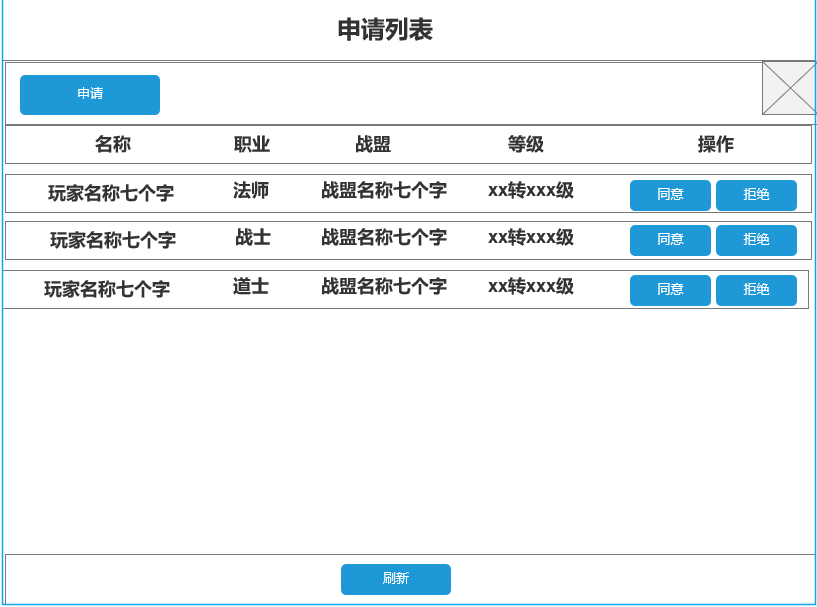 申请列表
申请
名称 职业 战盟 等级 操作
玩家名称七个字 法师 战盟名称七个字 xx转xxx级 同意 拒绝
玩家名称七个字 战士 战盟名称七个字 xx转xxx级 同意 拒绝
玩家名称七个字 道士 战盟名称七个字 xx转xxx级 同意 拒绝
刷新